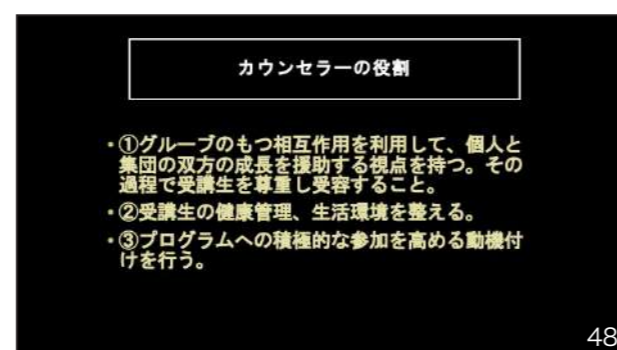 カウンセラーの役割
・①グループのもつ相互作用を利用して、個人と
集団の双方の成長を援助する視点を持つ。その
過程で受講生を尊重し受容すること。
・②受講生の健康管理、生活環境を整える。
・③プログラムへの積極的な参加を高める動機付
けを行う。
48